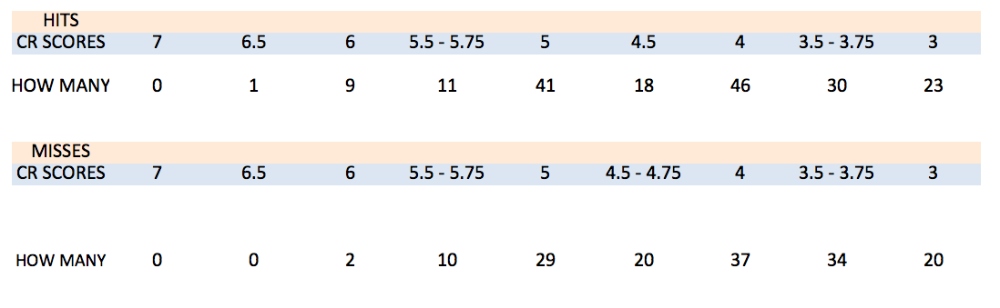 HITS
CR SCORES 7 6.5 6 5.5 - 5.75 5 4.5 4 3.5 - 3.75 3
HOW MANY 0 1 9 11 41 18 46 30 23
MISSES
CR SCORES 7 6.5 6 5.5 - 5.75 5 4.5 - 4.75 4 3.5 - 3.75 3
HOW MANY 0 0 2 10 29 20 37 34 20